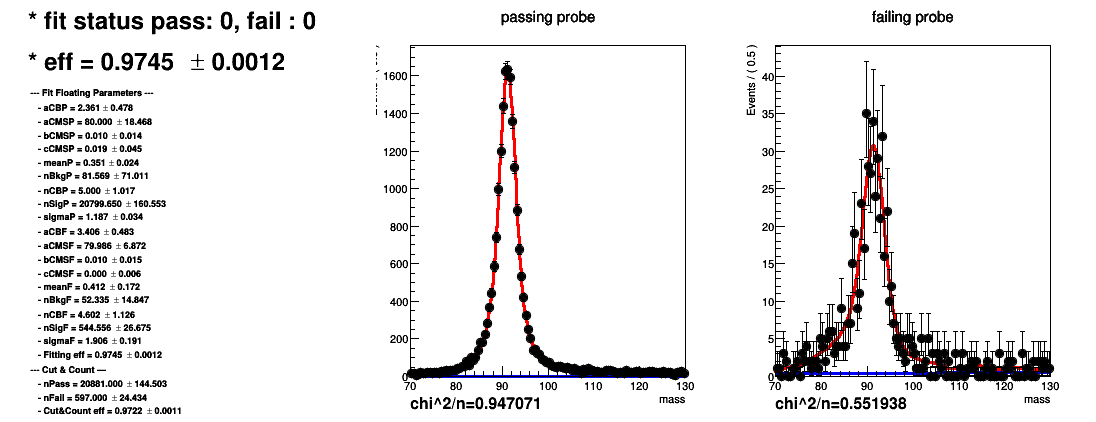 * fit status pass: 0, fail : 0
* eff = 0.9745 ± 0.0012
--- Fit Floating Parameters ---
- aCBP = 2.361 ± 0.478
- aCMSP = 80.000 ± 18.468
- bCMSP = 0.010 ± 0.014
- cCMSP = 0.019 ± 0.045
- meanP = 0.351 ± 0.024
- nBkgP = 81.569 ± 71.011
- nCBP = 5.000 ± 1.017
- nSigP = 20799.650 ± 160.553
- sigmaP = 1.187 ± 0.034
- aCBF = 3.406 ± 0.483
- aCMSF = 79.986 ± 6.872
- bCMSF = 0.010 ± 0.015
- cCMSF = 0.000 ± 0.006
- meanF = 0.412 ± 0.172
- nBkgF = 52.335 ± 14.847
- nCBF = 4.602 ± 1.126
- nSigF = 544.556 ± 26.675
- sigmaF = 1.906 ± 0.191
- Fitting eff = 0.9745 ± 0.0012
--- Cut & Count ---
- nPass = 20881.000 ± 144.503
- nFail = 597.000 ± 24.434
- Cut&Count eff = 0.9722 ± 0.0011
passing probe
1600
1400
1200
1000
800
600
400
200
0
70 80 90 100 110 120 130
mass
chi^2/n=0.947071
failing probe
Events / ( 0.5 )
40
35
30
25
20
15
10
5
0
70 80 90 100 110 120 130
mass
chi^2/n=0.551938